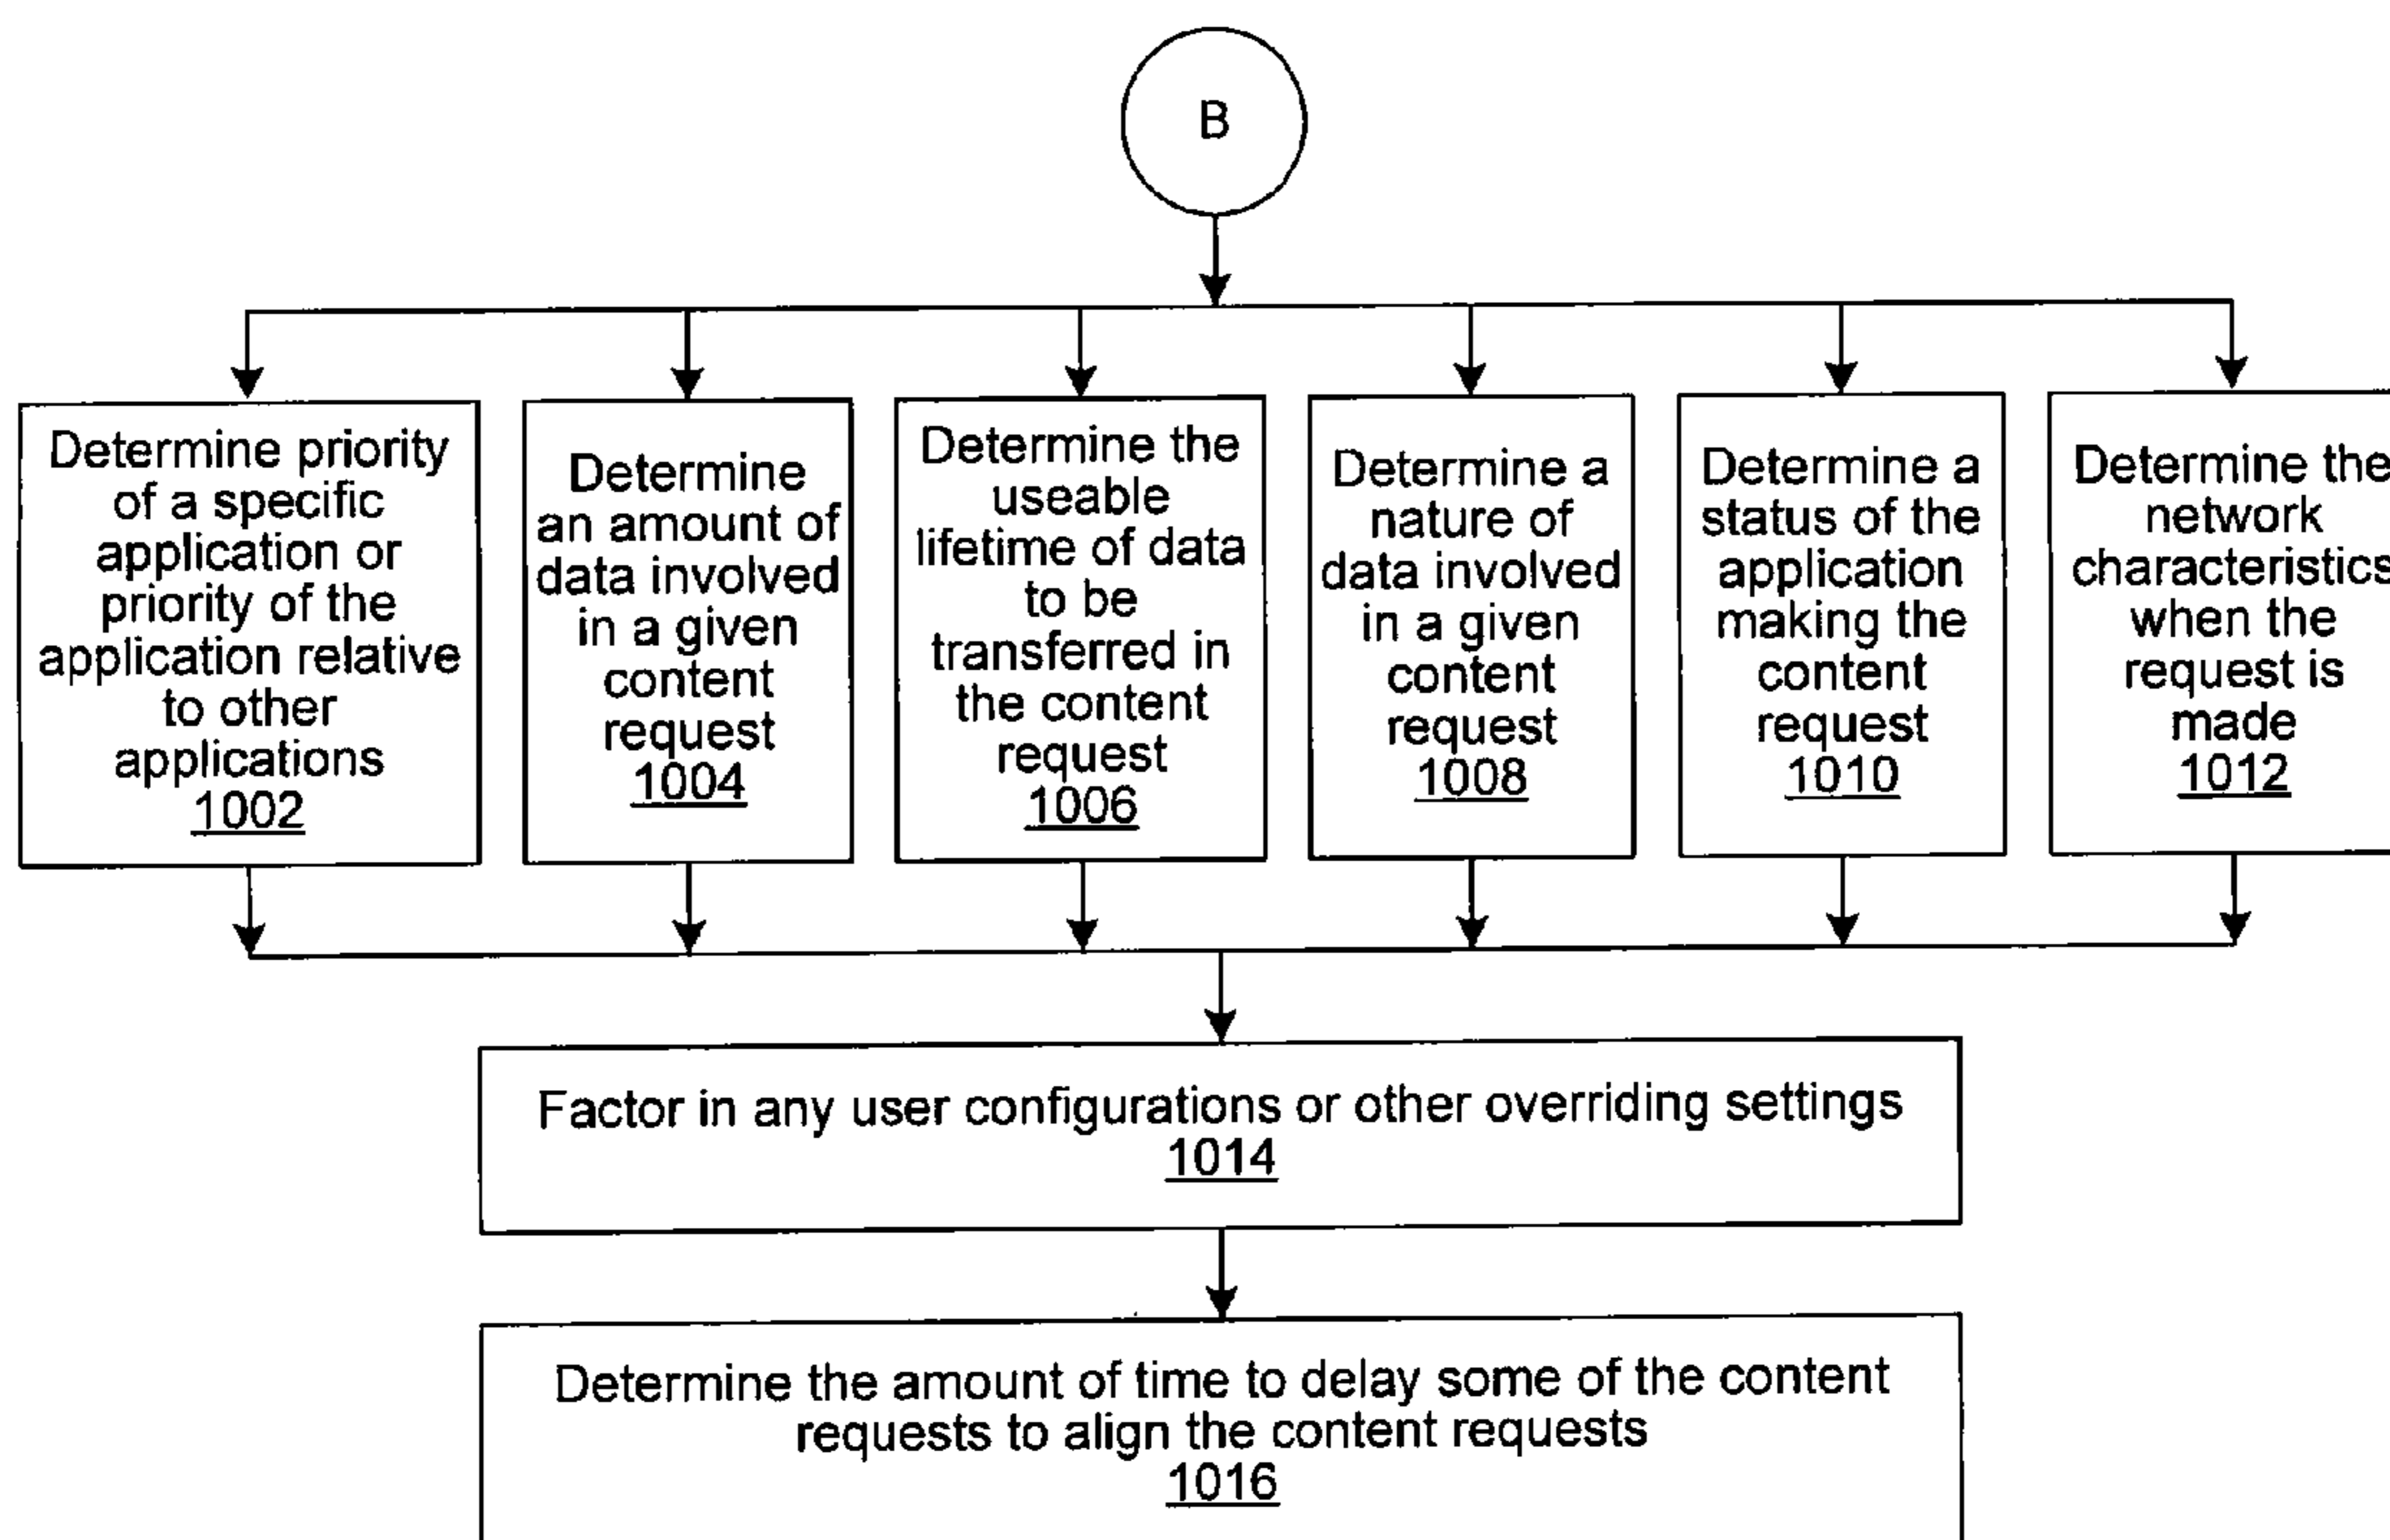 B
Determine priority
of a specific
application or
priority of the
application relative
to other
applications
1002
Determine
an amount of
data involved
in a given
content
request
1004
Determine the
useable
lifetime of data
to be
transferred in
the content
request
1006
Determine a
nature of
data involved
in a given
content
request
1008
Determine a
status of the
application
making the
content
request
1010
Determine the
network
characteristics
when the
request is
made
1012
Factor in any user configurations or other overriding settings
1014
Determine the amount of time to delay some of the content
requests to align the content requests
1016